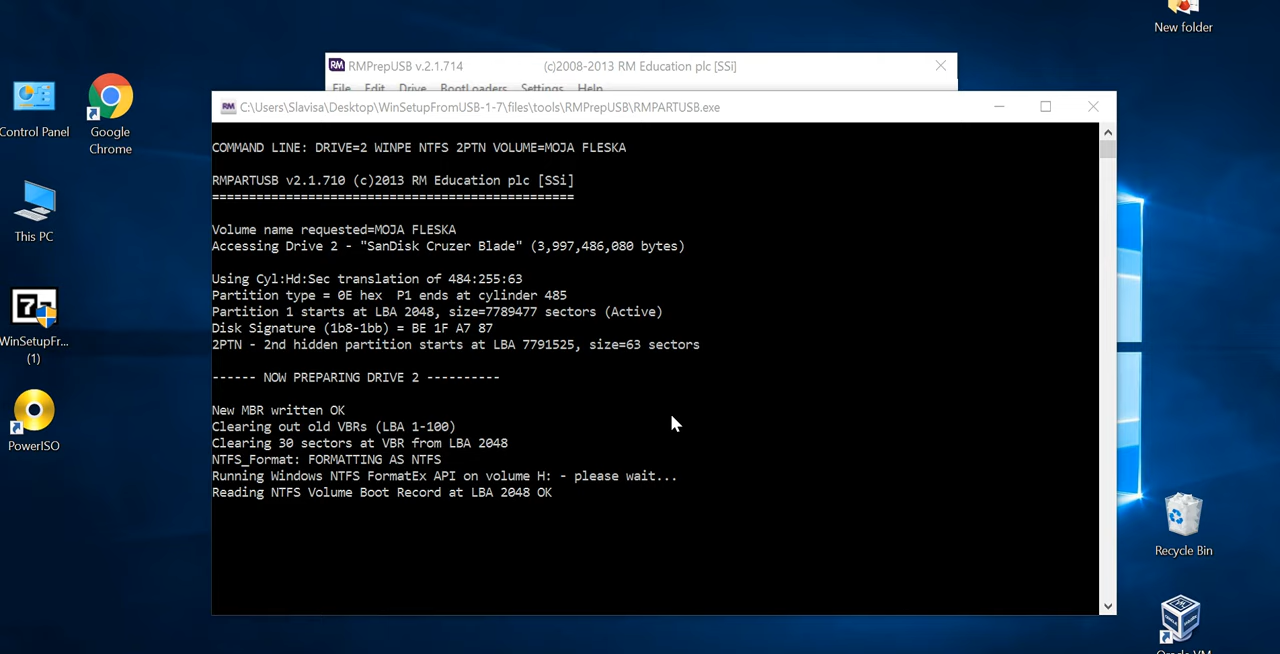 New folder
RMPrepUSB v.2.1.714 (c)2008-2013 RM Education plc [SSi]
File Edit Drive BootLoaders Settings Help
RM C:\Users\Slavisa\Desktop\WinSetupFromUSB-1-7\files\tools\RMPrepUSB\RMPARTUSB.exe
COMMAND LINE: DRIVE=2 WINPE NTFS 2PTN VOLUME=MOJA FLESKA
RMPARTUSB v2.1.710 (c)2013 RM Education plc [SSi]
=================================================
Volume name requested=MOJA FLESKA
Accessing Drive 2 - "SanDisk Cruzer Blade" (3,997,486,080 bytes)
Using Cyl:Hd:Sec translation of 484:255:63
Partition type = 0E hex  P1 ends at cylinder 485
Partition 1 starts at LBA 2048, size=7789477 sectors (Active)
Disk Signature (1b8-1bb) = BE 1F A7 87
2PTN - 2nd hidden partition starts at LBA 7791525, size=63 sectors
------ NOW PREPARING DRIVE 2 ----------
New MBR written OK
Clearing out old VBRs (LBA 1-100)
Clearing 30 sectors at VBR from LBA 2048
NTFS_Format: FORMATTING AS NTFS
Running Windows NTFS FormatEx API on volume H: - please wait...
Reading NTFS Volume Boot Record at LBA 2048 OK
Control Panel
Google
Chrome
This PC
WinSetupFr...
(1)
PowerISO
Recycle Bin
Oracle VM